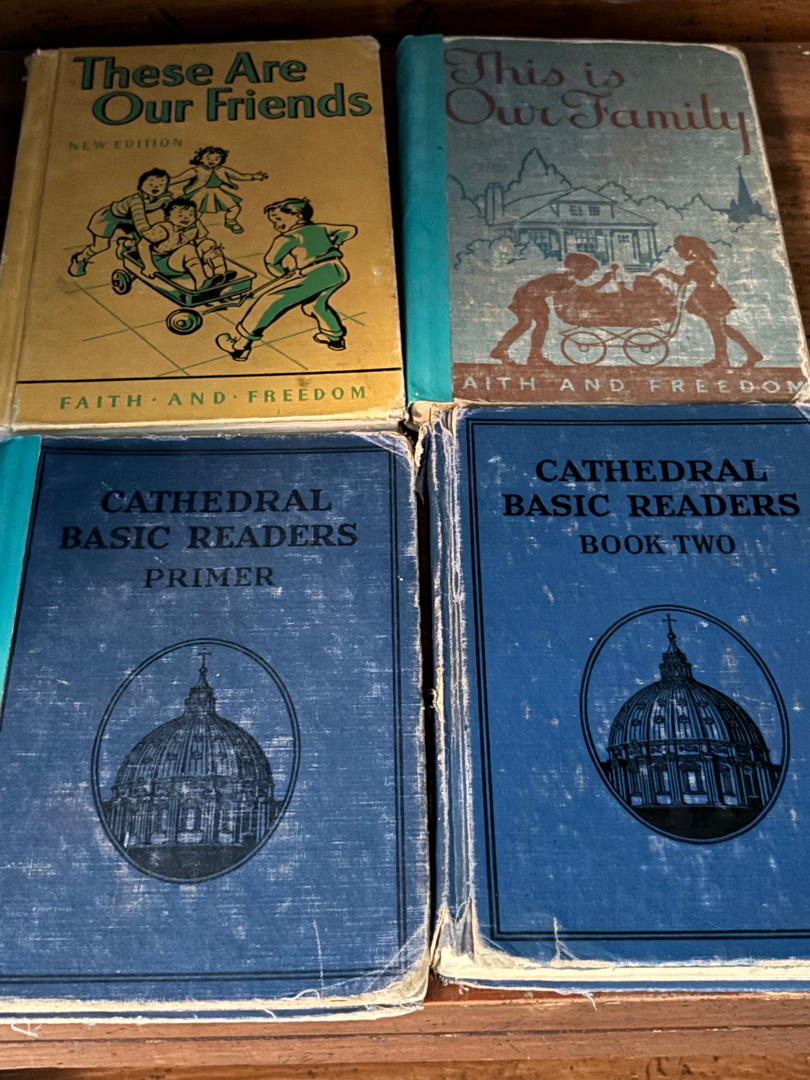 These Are
Our Friends
NEW EDITION
FAITH · AND · FREEDOM
This is
Our Family
FAITH AND FREEDOM
CATHEDRAL
BASIC READERS
PRIMER
CATHEDRAL
BASIC READERS
BOOK TWO